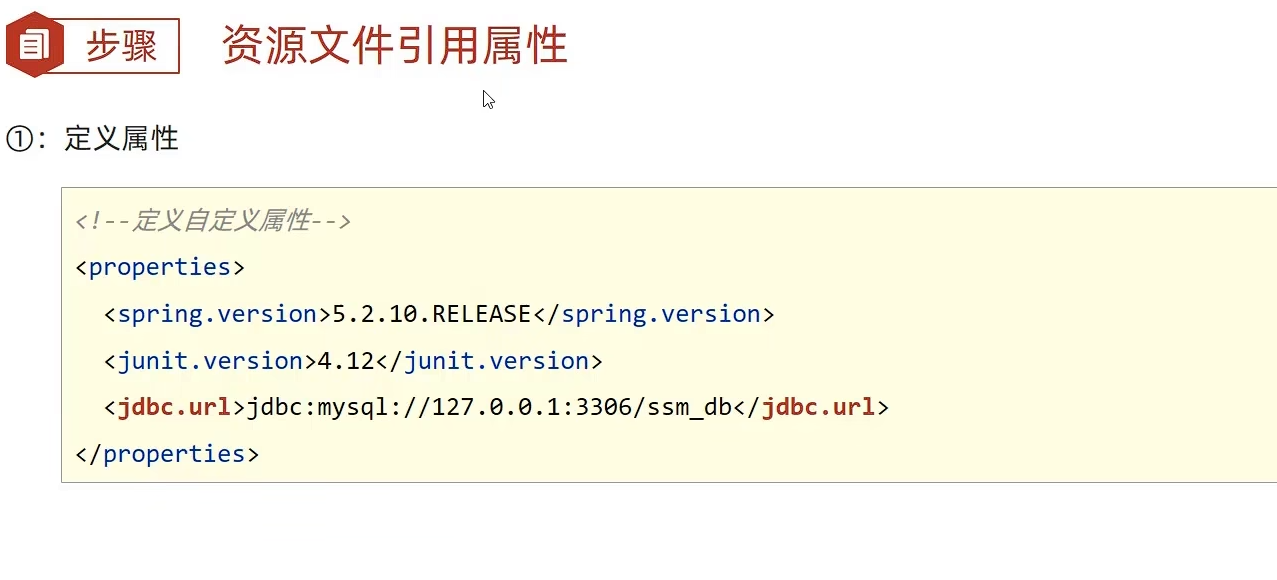 步骤
资源文件引用属性
①：定义属性
<!--定义自定义属性-->
<properties>
<spring.version>5.2.10.RELEASE</spring.version>
<junit.version>4.12</junit.version>
<jdbc.url>jdbc:mysql://127.0.0.1:3306/ssm_db</jdbc.url>
</properties>